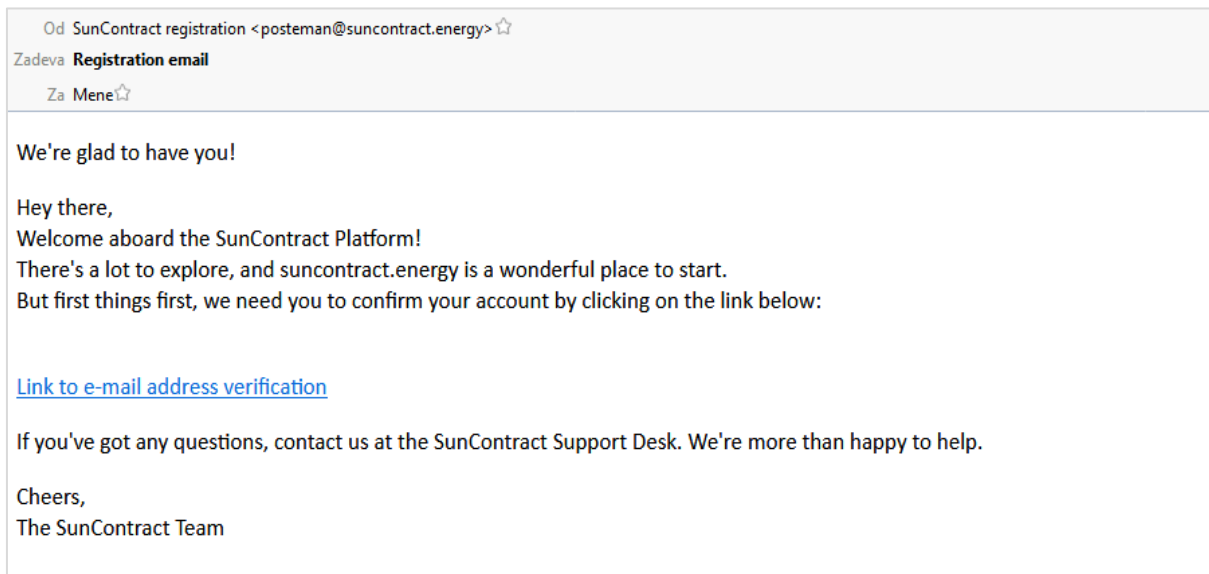 Od SunContract registration <posteman@suncontract.energy>
Zadeva Registration email
Za Mene
We're glad to have you!
Hey there,
Welcome aboard the SunContract Platform!
There's a lot to explore, and suncontract.energy is a wonderful place to start.
But first things first, we need you to confirm your account by clicking on the link below:
Link to e-mail address verification
If you've got any questions, contact us at the SunContract Support Desk. We're more than happy to help.
Cheers,
The SunContract Team